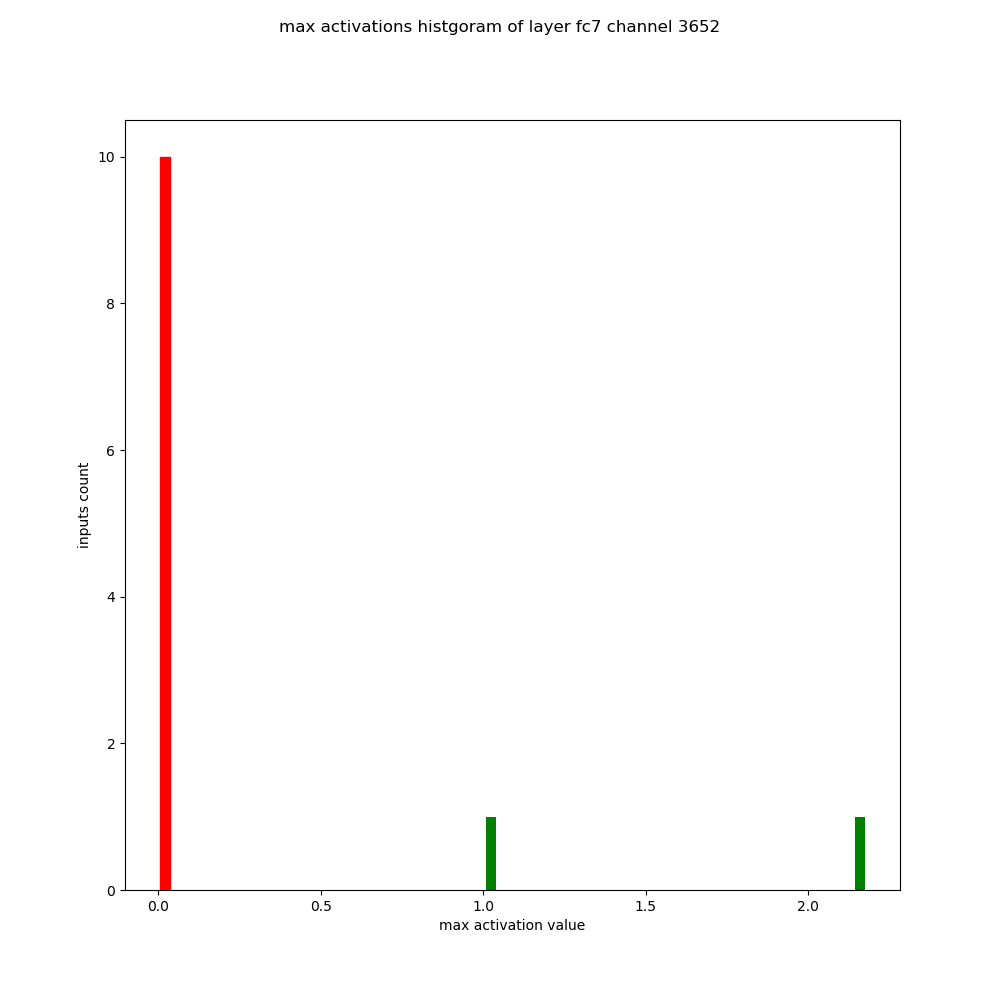 max activations histgoram of layer fc7 channel 3652
10
8
6
4
2
0
inputs count
0.0 0.5 1.0 1.5 2.0
max activation value